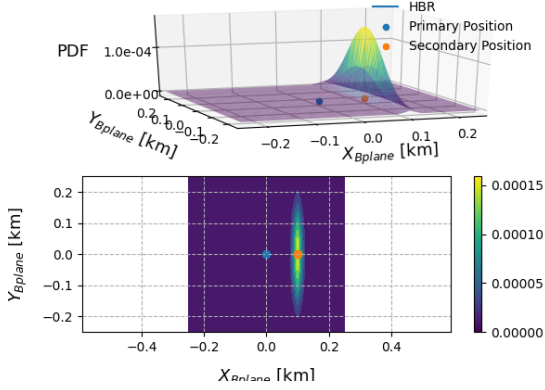 HBR
Primary Position
Secondary Position
PDF
1.0e-04
0.0e+00
0.2
0.1
0.0
-0.1
-0.2
Y_Bplane [km]
-0.2
-0.1
0.0
0.1
0.2
X_Bplane [km]
0.2
0.1
0.0
-0.1
-0.2
Y_Bplane [km]
-0.4
-0.2
0.0
0.2
0.4
X_Bplane [km]
0.00015
0.00010
0.00005
0.00000